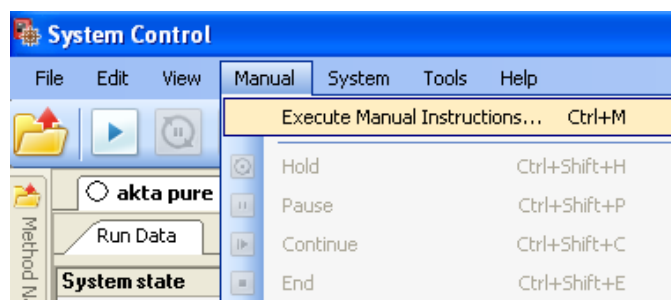 System Control
File Edit View Manual System Tools Help
Execute Manual Instructions... Ctrl+M
Hold Ctrl+Shift+H
akta pure
Pause Ctrl+Shift+P
Run Data
Continue Ctrl+Shift+C
System state
End Ctrl+Shift+E
Method